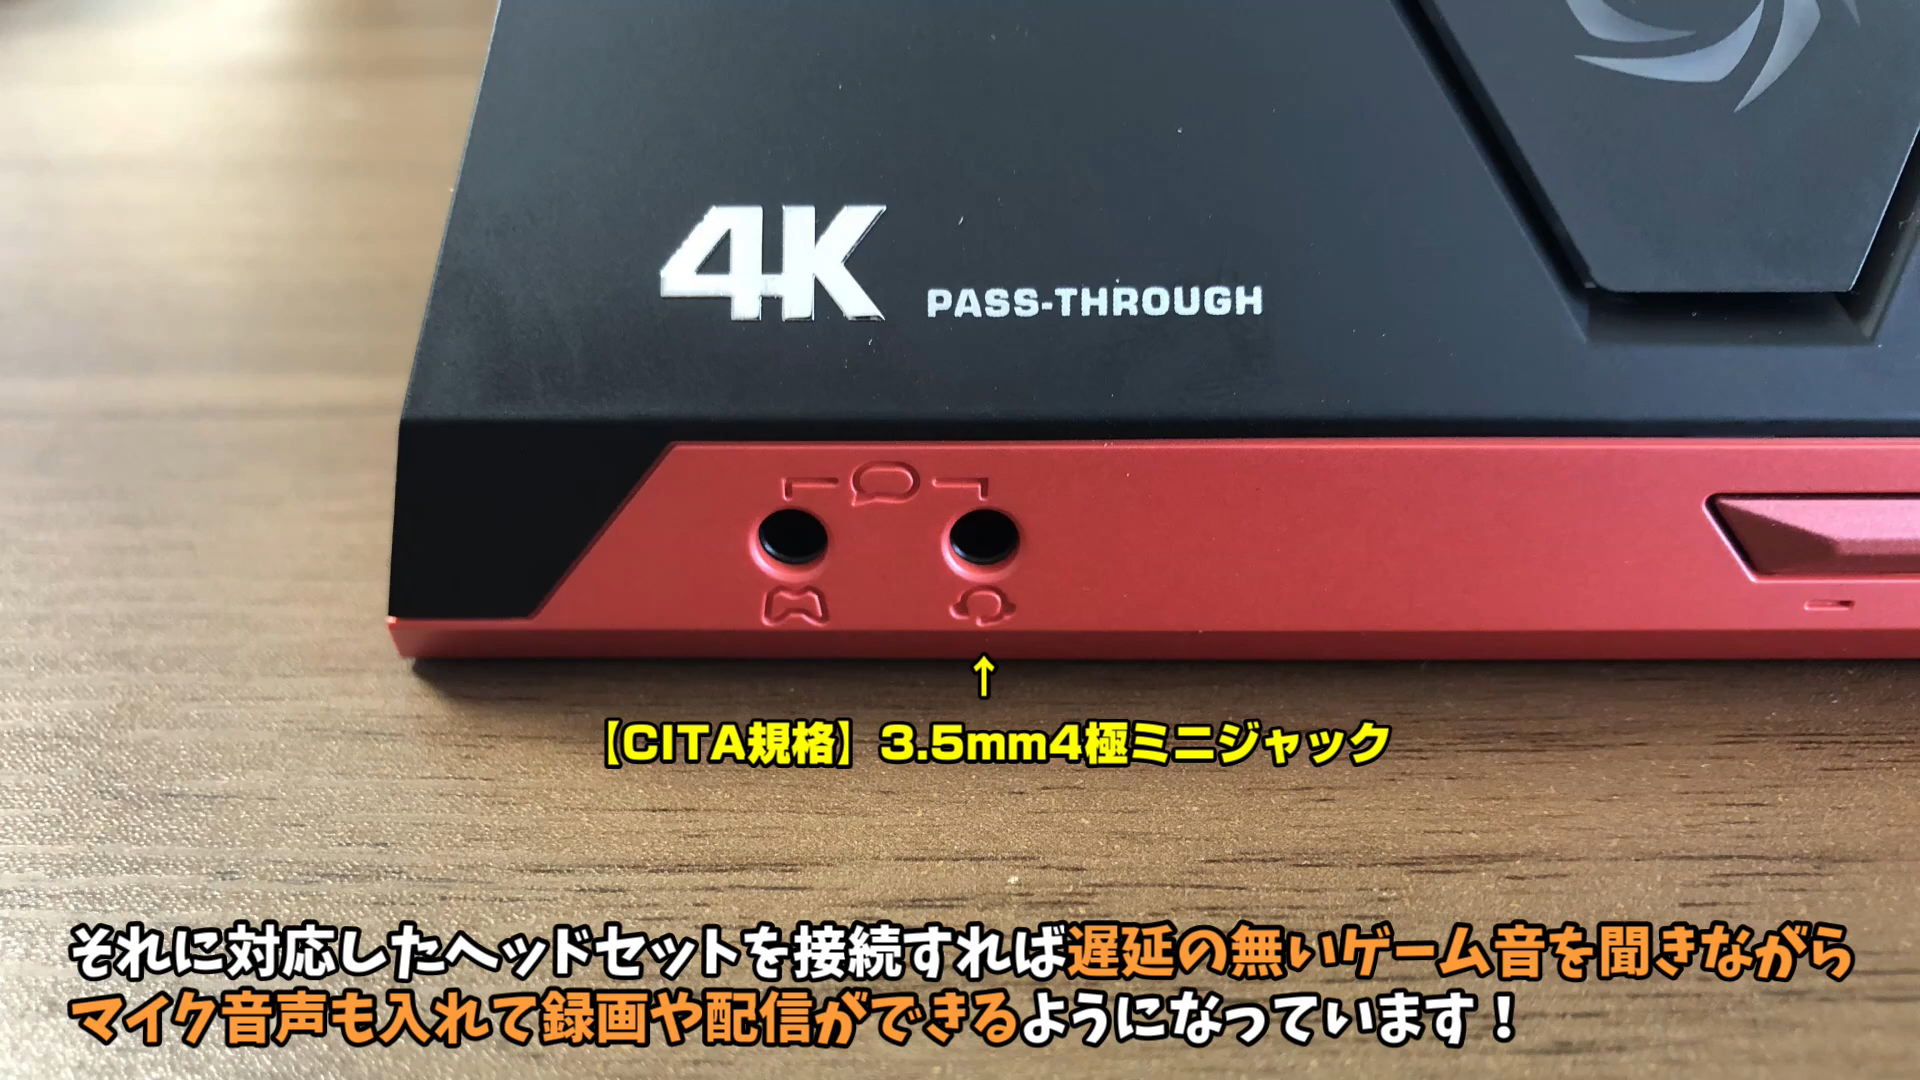 4K PASS-THROUGH
↑
【CITA規格】3.5mm4極ミニジャック
それに対応したヘッドセットを接続すれば遅延の無いゲーム音を聞きながら
マイク音声も入れて録画や配信ができるようになっています！